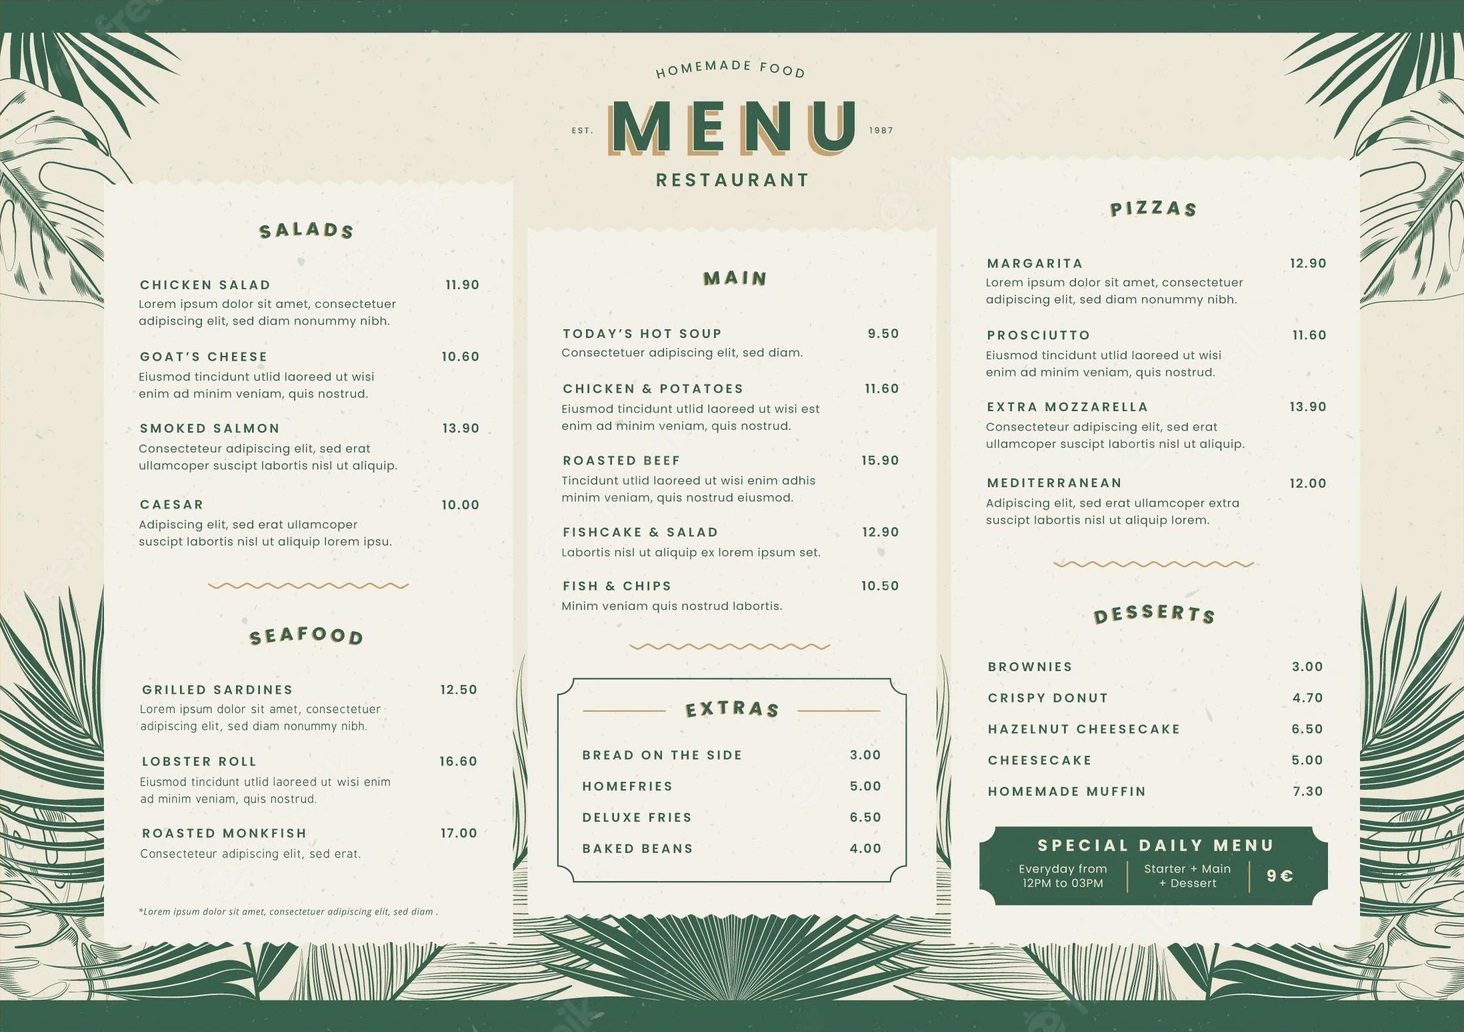 HOMEMADE FOOD
EST. MENU 1987
RESTAURANT
SALADS
CHICKEN SALAD 11.90
Lorem ipsum dolor sit amet, consectetuer
adipiscing elit, sed diam nonummy nibh.
GOAT'S CHEESE 10.60
Eiusmod tincidunt utlid laoreed ut wisi
enim ad minim veniam, quis nostrud.
SMOKED SALMON 13.90
Consecteteur adipiscing elit, sed erat
ullamcoper suscipt labortis nisl ut aliquip.
CAESAR 10.00
Adipiscing elit, sed erat ullamcoper
suscipt labortis nisl ut aliquip lorem ipsu.
SEAFOOD
GRILLED SARDINES 12.50
Lorem ipsum dolor sit amet, consectetuer
adipiscing elit, sed diam nonummy nibh.
LOBSTER ROLL 16.60
Eiusmod tincidunt utlid laoreed ut wisi enim
ad minim veniam, quis nostrud.
ROASTED MONKFISH 17.00
Consecteteur adipiscing elit, sed erat.
*Lorem ipsum dolor sit amet, consectetuer adipiscing elit, sed diam .
MAIN
TODAY'S HOT SOUP 9.50
Consectetuer adipiscing elit, sed diam.
CHICKEN & POTATOES 11.60
Eiusmod tincidunt utlid laoreed ut wisi est
enim ad minim veniam, quis nostrud.
ROASTED BEEF 15.90
Tincidunt utlid laoreed ut wisi enim adhis
minim veniam, quis nostrud eiusmod.
FISHCAKE & SALAD 12.90
Labortis nisl ut aliquip ex lorem ipsum set.
FISH & CHIPS 10.50
Minim veniam quis nostrud labortis.
EXTRAS
BREAD ON THE SIDE 3.00
HOMEFRIES 5.00
DELUXE FRIES 6.50
BAKED BEANS 4.00
PIZZAS
MARGARITA 12.90
Lorem ipsum dolor sit amet, consectetuer
adipiscing elit, sed diam nonummy nibh.
PROSCIUTTO 11.60
Eiusmod tincidunt utlid laoreed ut wisi
enim ad minim veniam, quis nostrud.
EXTRA MOZZARELLA 13.90
Consecteteur adipiscing elit, sed erat
ullamcoper suscipt labortis nisl ut aliquip.
MEDITERRANEAN 12.00
Adipiscing elit, sed erat ullamcoper extra
suscipt labortis nisl ut aliquip lorem.
DESSERTS
BROWNIES 3.00
CRISPY DONUT 4.70
HAZELNUT CHEESECAKE 6.50
CHEESECAKE 5.00
HOMEMADE MUFFIN 7.30
SPECIAL DAILY MENU
Everyday from
12PM to 03PM
Starter + Main
+ Dessert
9 €